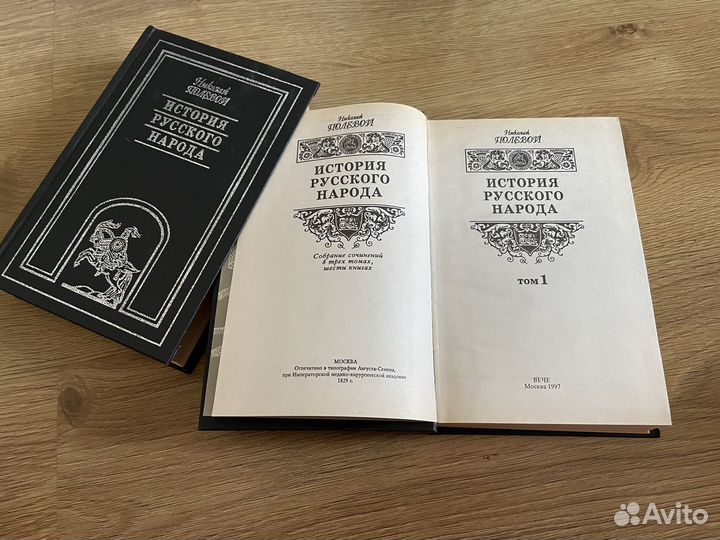 Николай
ПОЛЕВОЙ
ИСТОРИЯ
РУССКОГО
НАРОДА
Николай
ПОЛЕВОЙ
ИСТОРИЯ
РУССКОГО
НАРОДА
Собрание сочинений
в трех томах,
шести книгах
МОСКВА
Отпечатано в типографии Августа-Семена,
при Императорской медико-хирургической академии
1829 г.
Николай
ПОЛЕВОЙ
ИСТОРИЯ
РУССКОГО
НАРОДА
том 1
ВЕЧЕ
Москва 1997
Avito